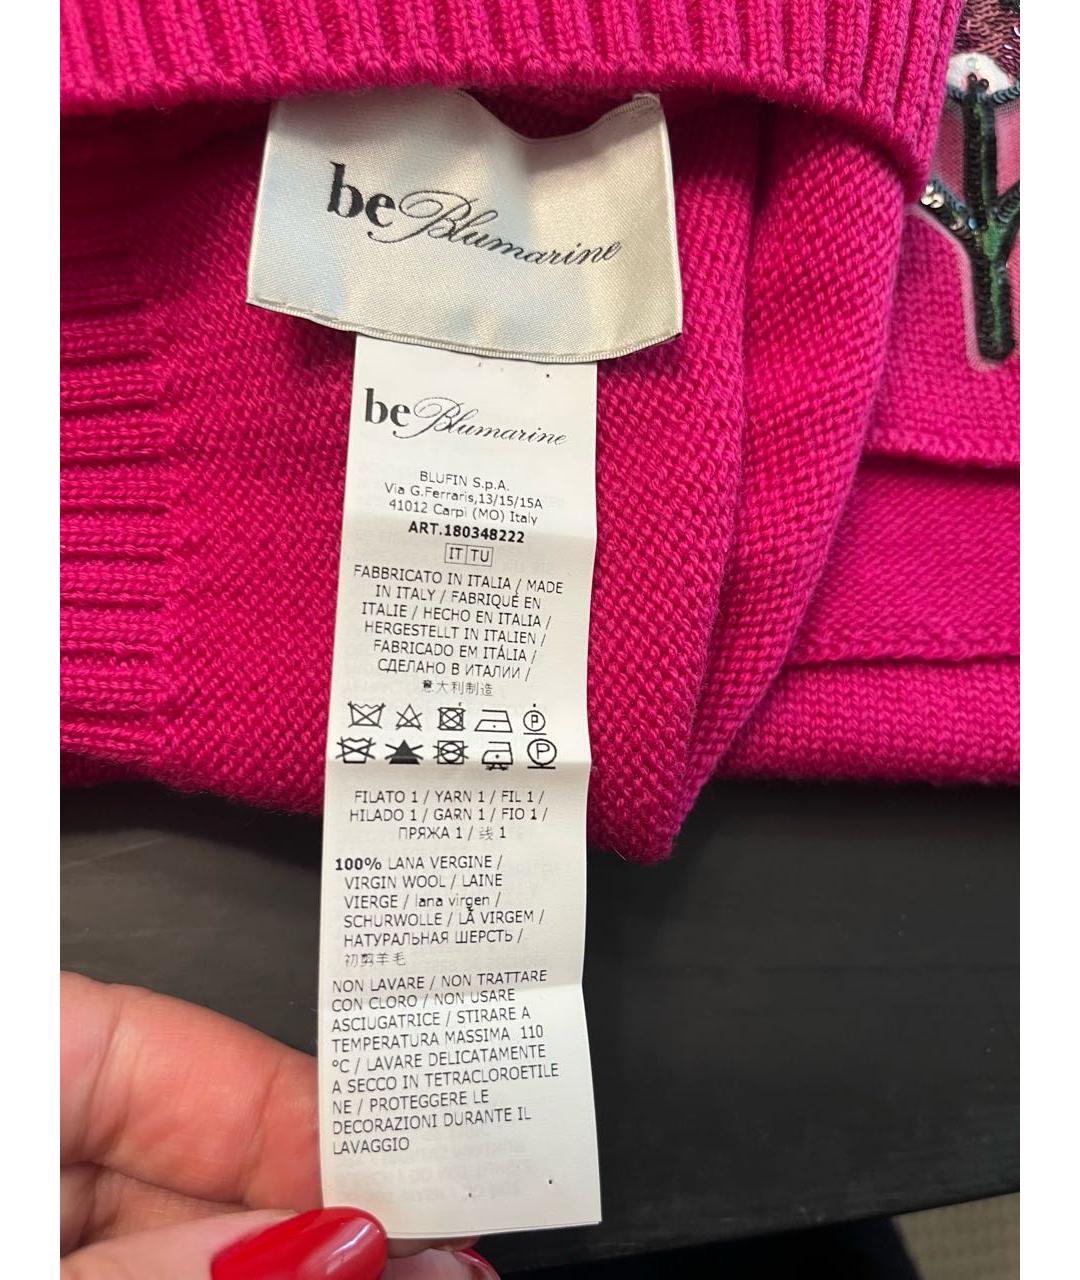 be Blumarine
be Blumarine
BLUFIN S.p.A.
Via G.Ferraris,13/15/15A
41012 Carpi (MO) Italy
ART.180348222
IT TU
FABBRICATO IN ITALIA / MADE
IN ITALY / FABRIQUÉ EN
ITALIE / HECHO EN ITALIA /
HERGESTELLT IN ITALIEN /
FABRICADO EM ITÁLIA /
СДЕЛАНО В ИТАЛИИ /
意大利制造
P
P
FILATO 1 / YARN 1 / FIL 1 /
HILADO 1 / GARN 1 / FIO 1 /
ПРЯЖА 1 / 线 1
100% LANA VERGINE /
VIRGIN WOOL / LAINE
VIERGE / lana virgen /
SCHURWOLLE / LÃ VIRGEM /
НАТУРАЛЬНАЯ ШЕРСТЬ /
初剪羊毛
NON LAVARE / NON TRATTARE
CON CLORO / NON USARE
ASCIUGATRICE / STIRARE A
TEMPERATURA MASSIMA 110
°C / LAVARE DELICATAMENTE
A SECCO IN TETRACLOROETILE
NE / PROTEGGERE LE
DECORAZIONI DURANTE IL
LAVAGGIO